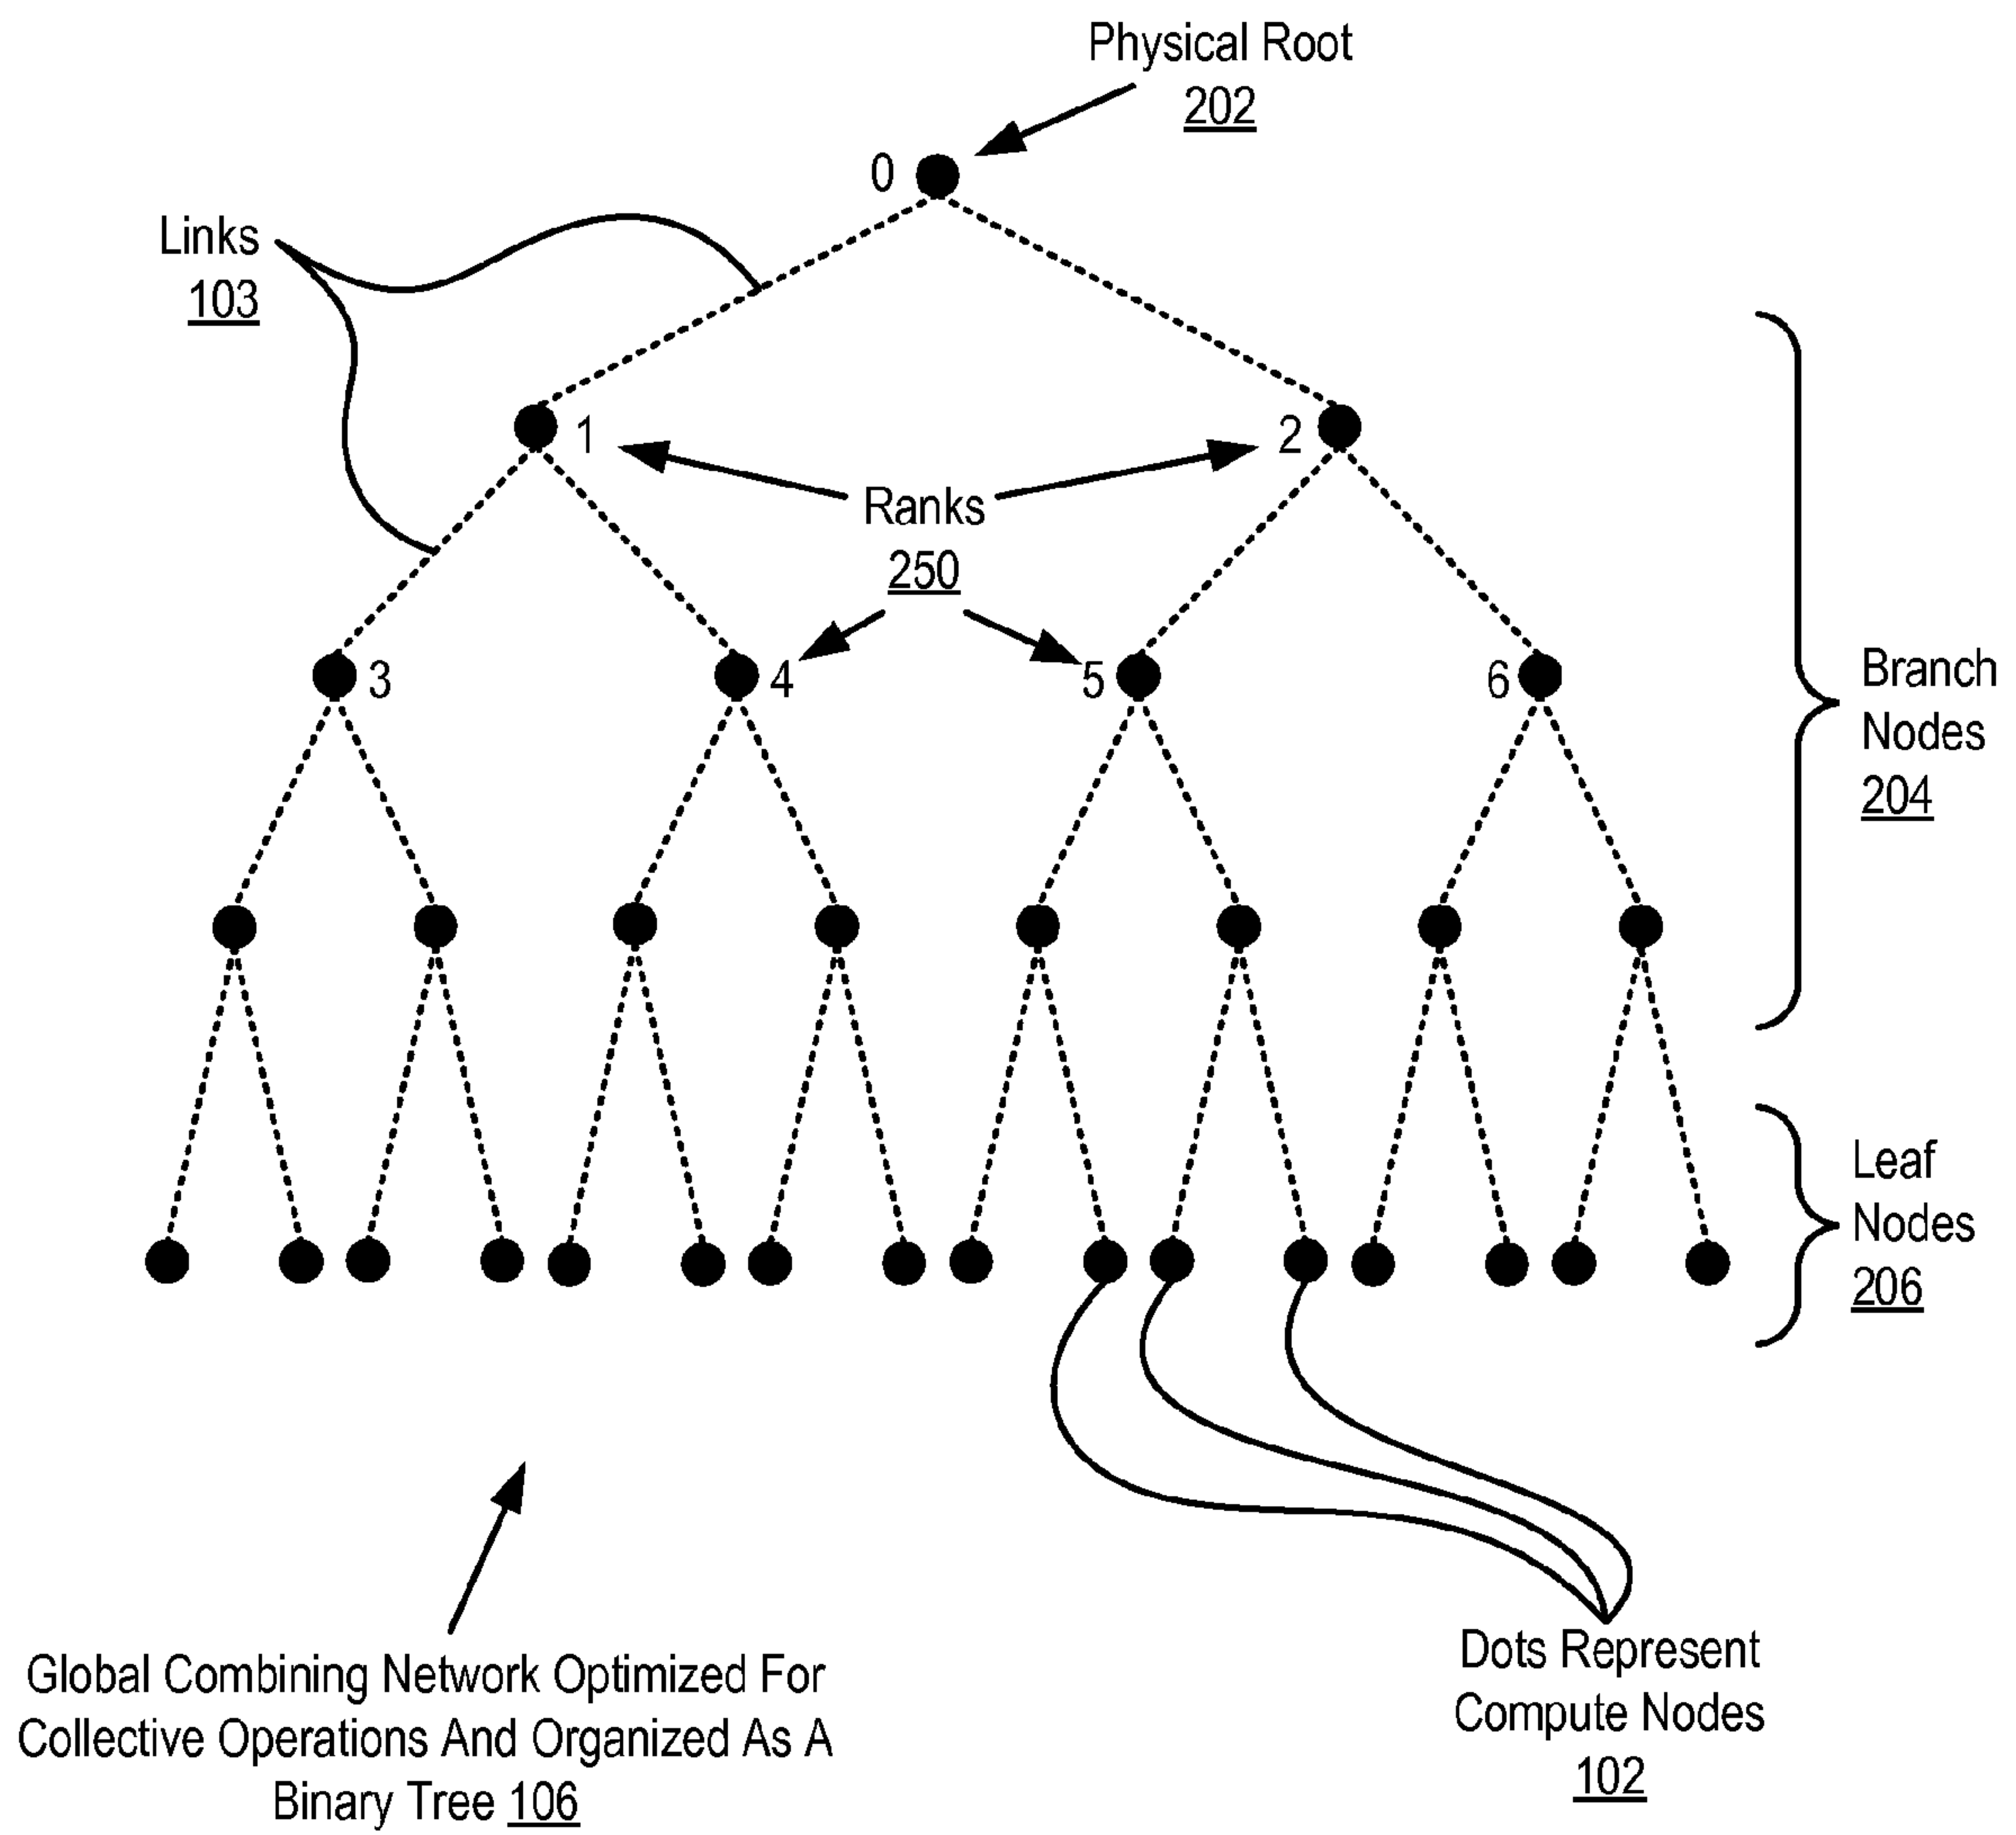 Physical Root
202
0
Links
103
1
2
Ranks
250
3
4
5
6
Branch
Nodes
204
Leaf
Nodes
206
Global Combining Network Optimized For
Collective Operations And Organized As A
Binary Tree 106
Dots Represent
Compute Nodes
102